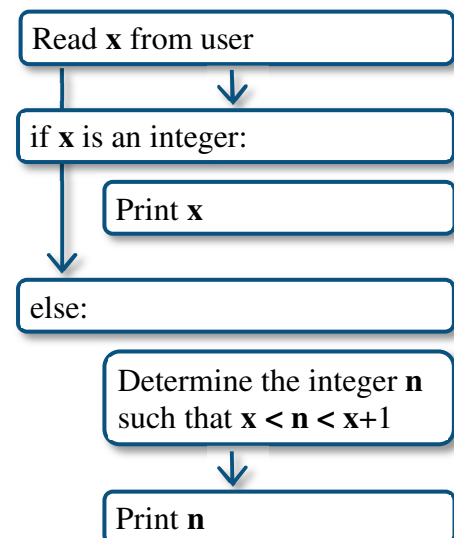 Read x from user
if x is an integer:
Print x
else:
Determine the integer n
such that x < n < x+1
Print n